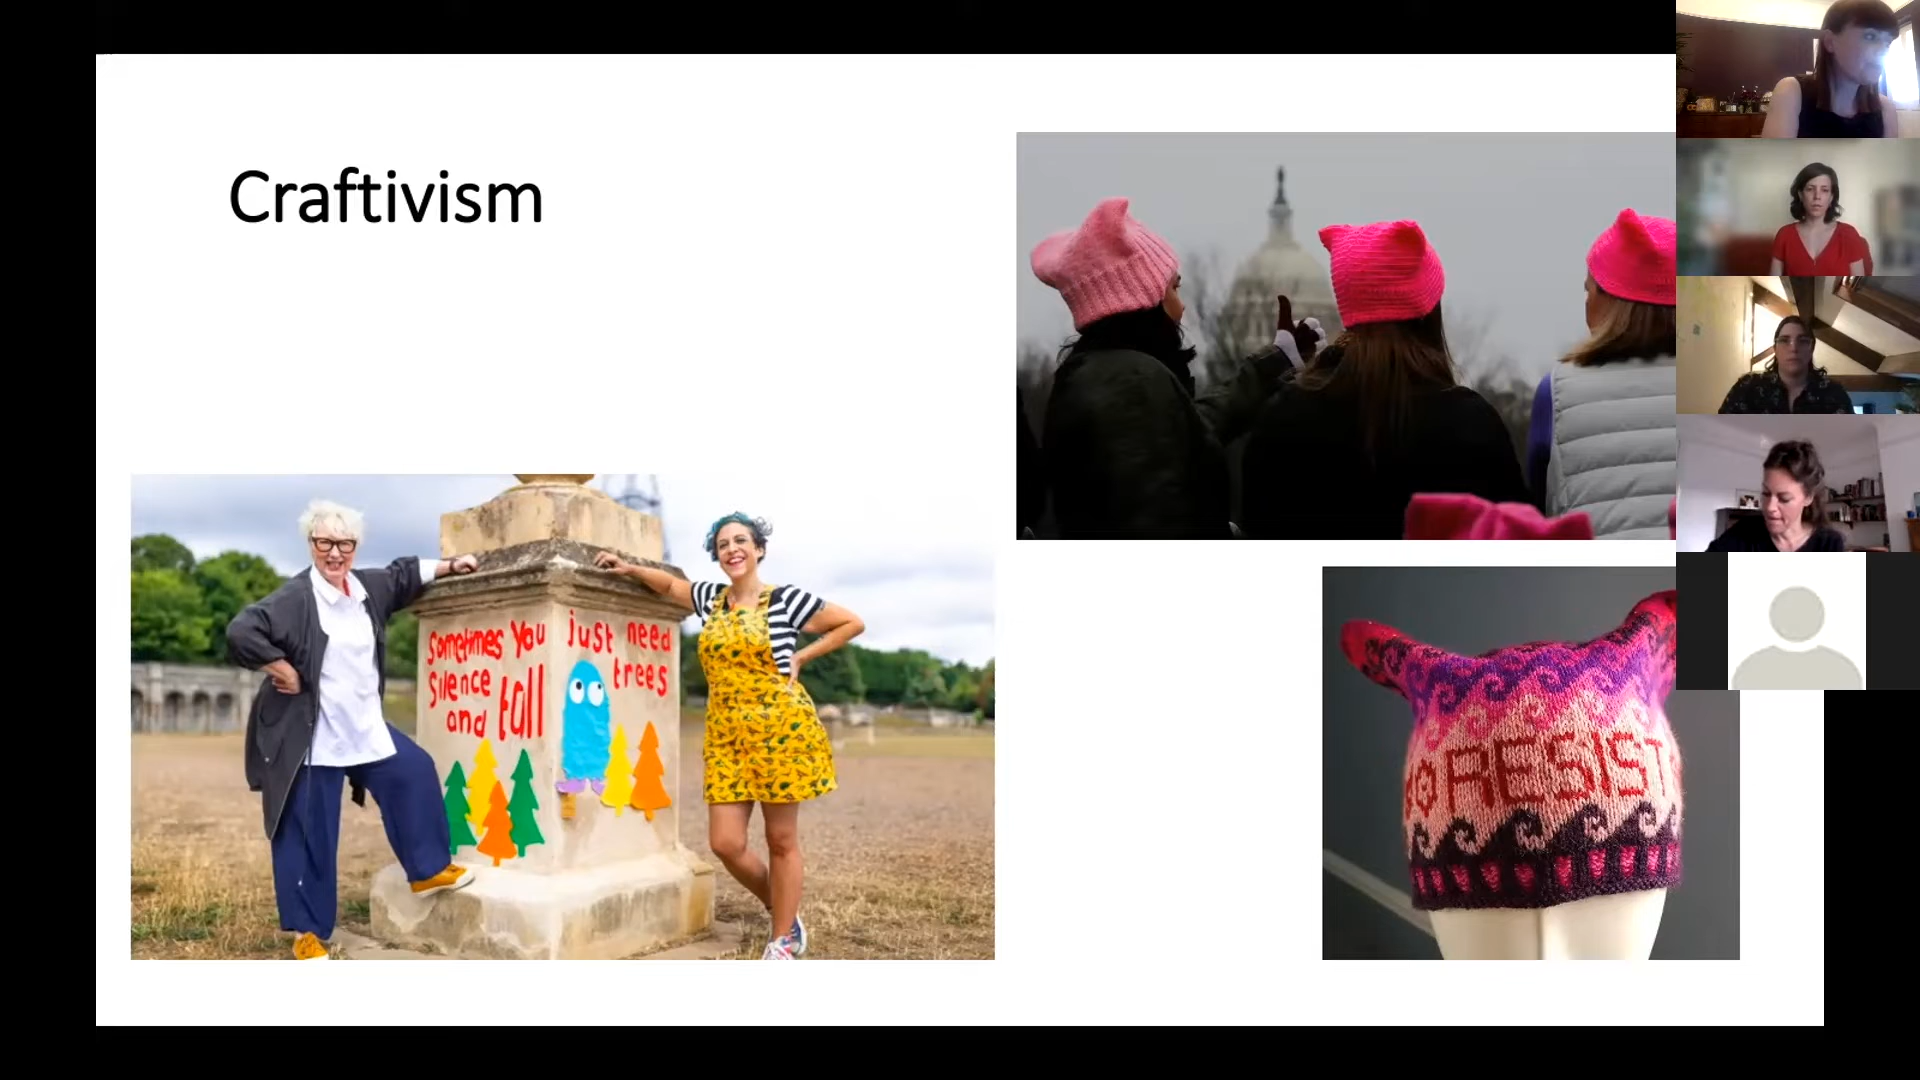 Craftivism
Sometimes you
Silence
and tall
just need
trees
RESIST